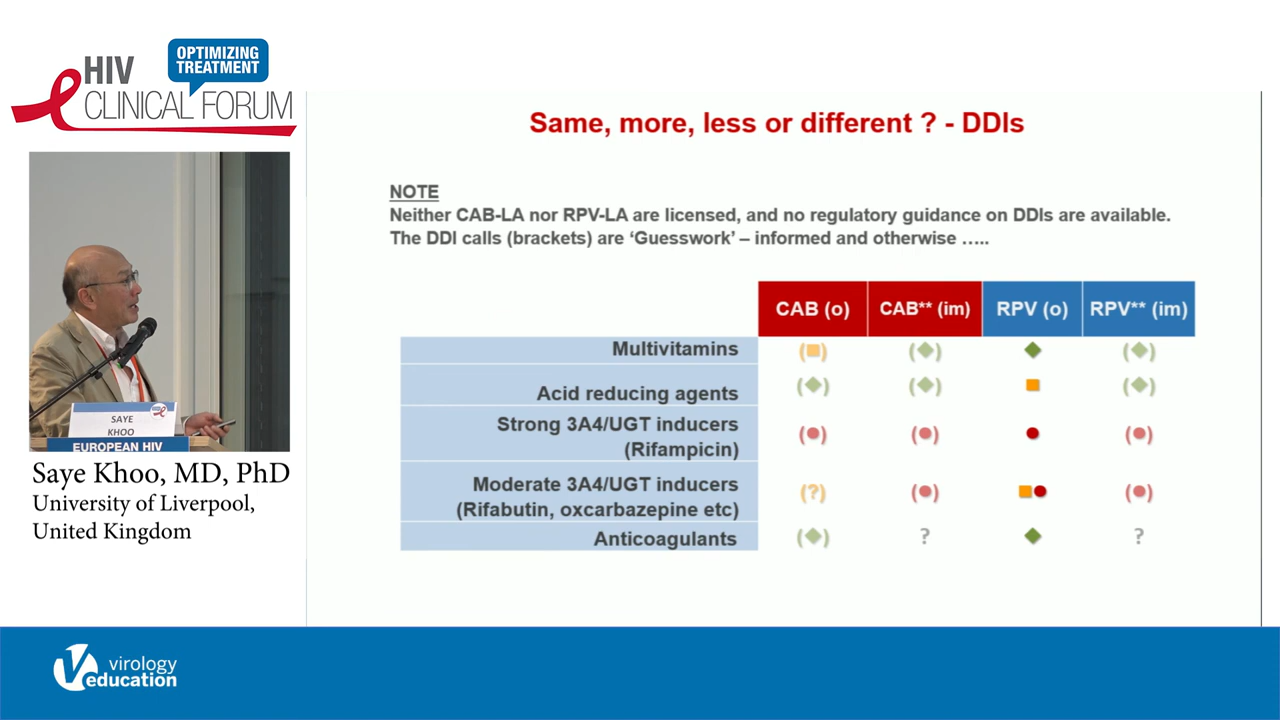 OPTIMIZING
TREATMENT
HIV
CLINICAL FORUM
SAYE
KHOO
EUROPEAN HIV
Saye Khoo, MD, PhD
University of Liverpool,
United Kingdom
Same, more, less or different ? - DDIs
NOTE
Neither CAB-LA nor RPV-LA are licensed, and no regulatory guidance on DDIs are available.
The DDI calls (brackets) are ‘Guesswork’ – informed and otherwise …..
CAB (o) CAB** (im) RPV (o) RPV** (im)
Multivitamins (■) (◆) ◆ (◆)
Acid reducing agents (◆) (◆) ■ (◆)
Strong 3A4/UGT inducers
(Rifampicin) (●) (●) ● (●)
Moderate 3A4/UGT inducers
(Rifabutin, oxcarbazepine etc) (?) (●) ■● (●)
Anticoagulants (◆) ? ◆ ?
virology
education